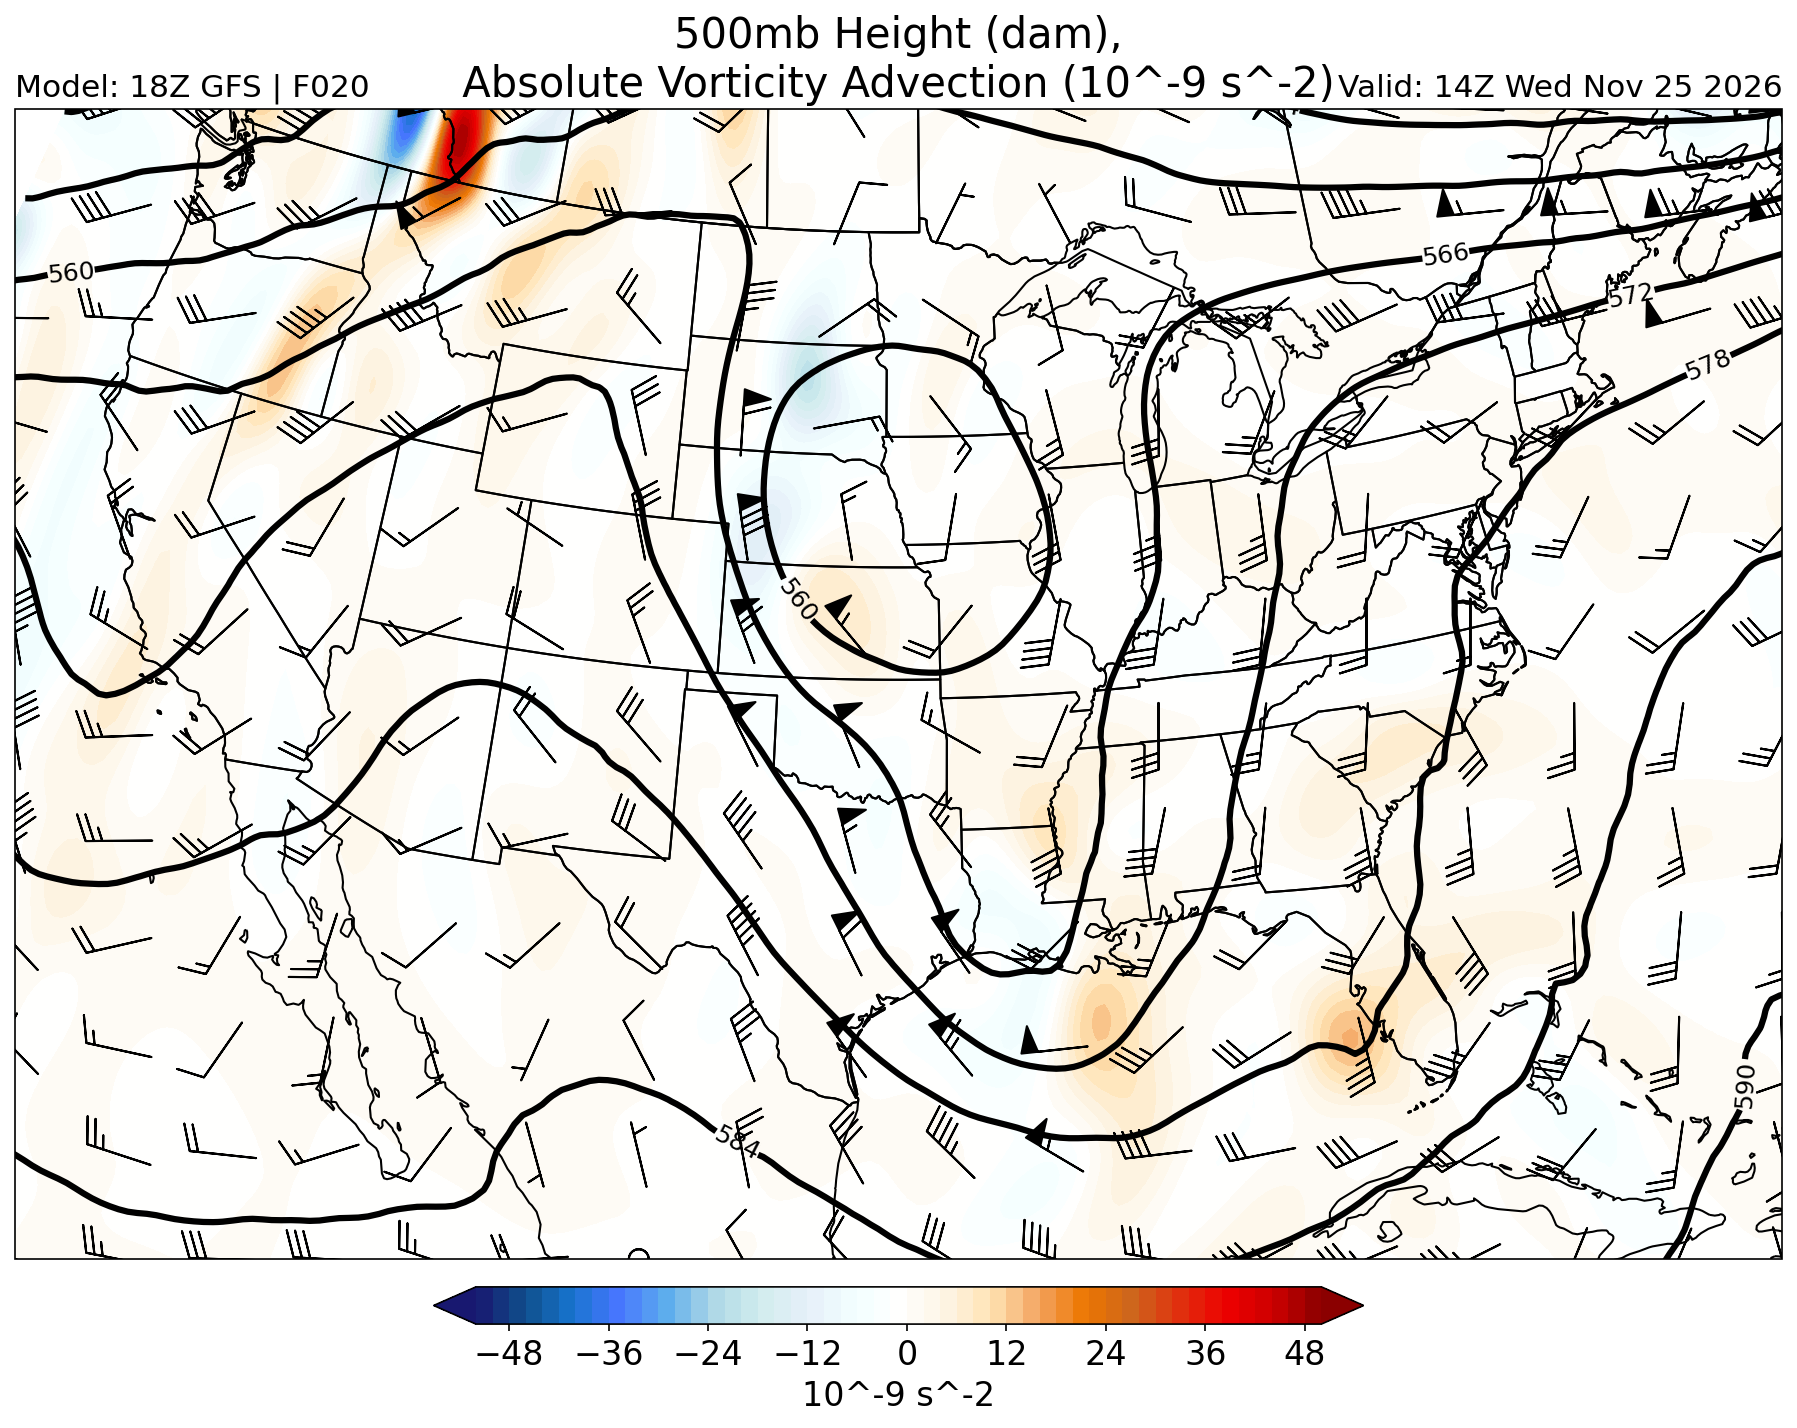 500mb Height (dam),
Model: 18Z GFS | F020 Absolute Vorticity Advection (10^-9 s^-2) Valid: 14Z Wed Nov 25 2026
560
566
572
578
560
584
590
−48 −36 −24 −12 0 12 24 36 48
10^-9 s^-2